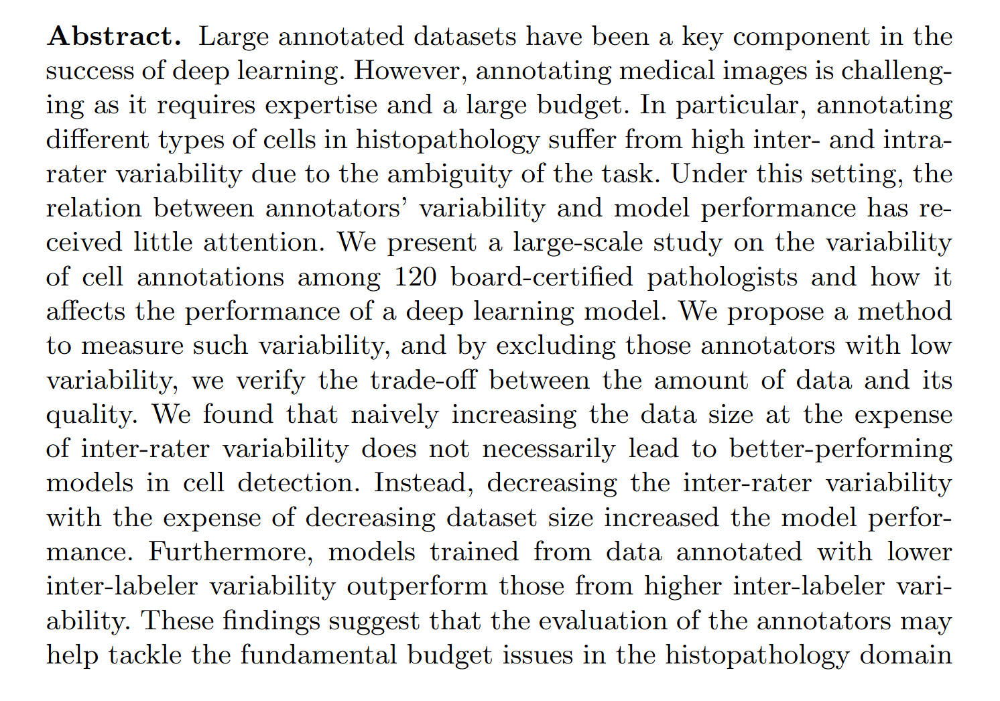 Abstract. Large annotated datasets have been a key component in the
success of deep learning. However, annotating medical images is challeng-
ing as it requires expertise and a large budget. In particular, annotating
different types of cells in histopathology suffer from high inter- and intra-
rater variability due to the ambiguity of the task. Under this setting, the
relation between annotators’ variability and model performance has re-
ceived little attention. We present a large-scale study on the variability
of cell annotations among 120 board-certified pathologists and how it
affects the performance of a deep learning model. We propose a method
to measure such variability, and by excluding those annotators with low
variability, we verify the trade-off between the amount of data and its
quality. We found that naively increasing the data size at the expense
of inter-rater variability does not necessarily lead to better-performing
models in cell detection. Instead, decreasing the inter-rater variability
with the expense of decreasing dataset size increased the model perfor-
mance. Furthermore, models trained from data annotated with lower
inter-labeler variability outperform those from higher inter-labeler vari-
ability. These findings suggest that the evaluation of the annotators may
help tackle the fundamental budget issues in the histopathology domain